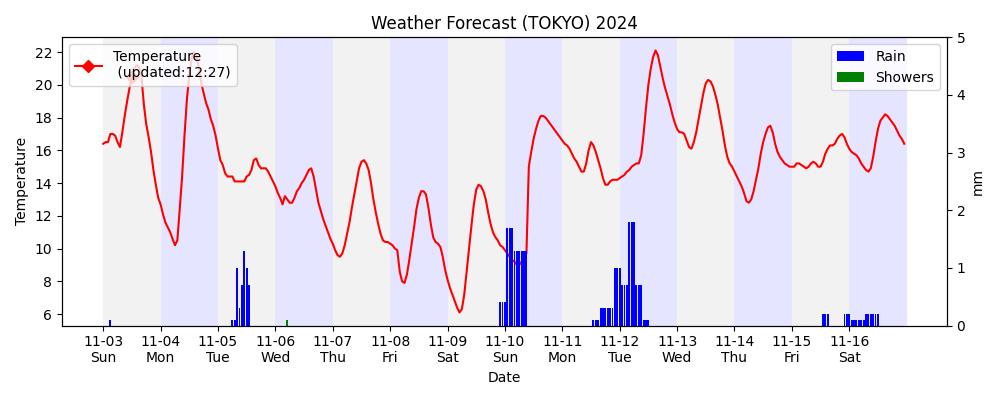 Weather Forecast (TOKYO) 2024
Temperature
(updated:12:27)
Rain
Showers
Temperature
22
20
18
16
14
12
10
8
6
5
4
3
2
1
0
mm
11-03 11-04 11-05 11-06 11-07 11-08 11-09 11-10 11-11 11-12 11-13 11-14 11-15 11-16
Sun Mon Tue Wed Thu Fri Sat Sun Mon Tue Wed Thu Fri Sat
Date